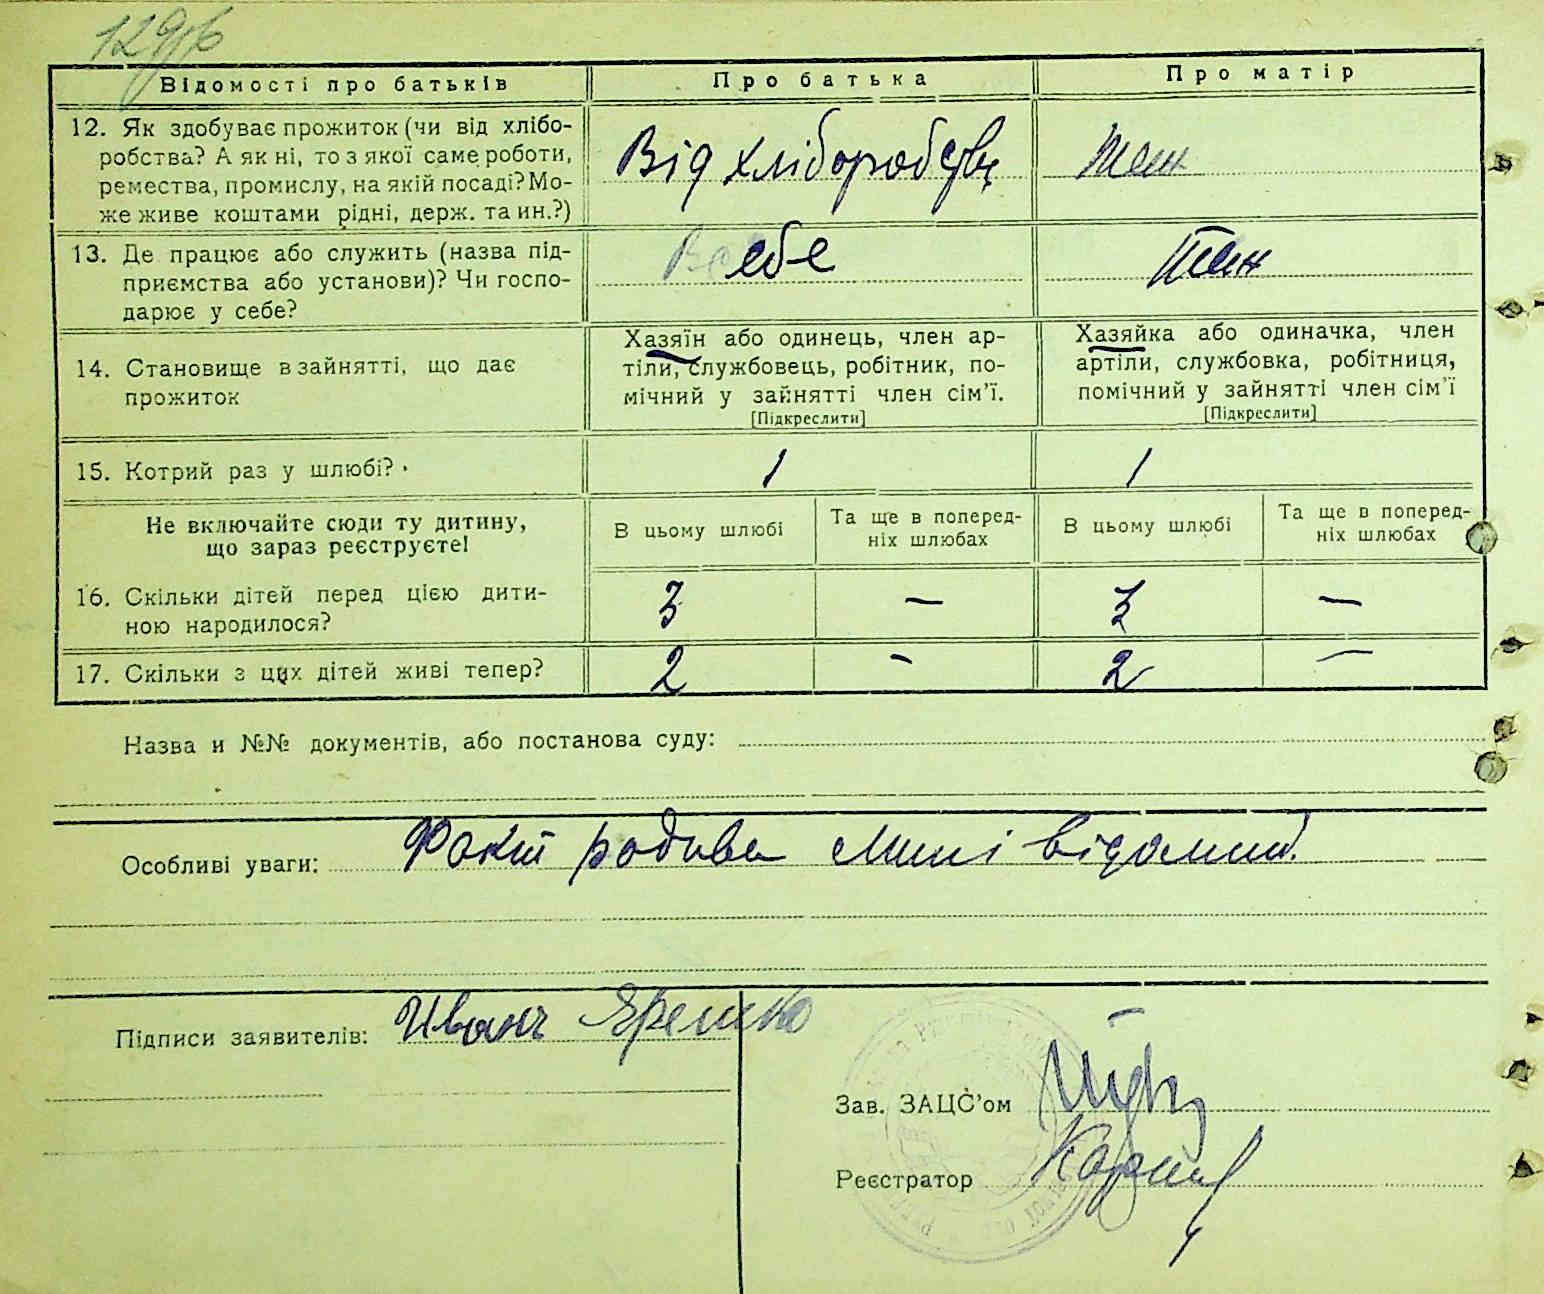 Відомості про батьків
Про батька
Про матір
12. Як здобуває прожиток (чи від хлібо-
робства? А як ні, то з якої саме роботи,
ремества, промислу, на якій посаді? Мо-
же живе коштами рідні, держ. та ин.?)
Від хліборобства
13. Де працює або служить (назва під-
приємства або установи)? Чи госпо-
дарює у себе?
В себе
14. Становище в зайнятті, що дає
прожиток
Хазяїн або одинець, член ар-
тіли, службовець, робітник, по-
мічний у зайнятті член сім'ї.
[Підкреслити]
Хазяйка або одиначка, член
артіли, службовка, робітниця,
помічний у зайнятті член сім'ї
[Підкреслити]
15. Котрий раз у шлюбі?
1
1
Не включайте сюди ту дитину,
що зараз реєструєте!
В цьому шлюбі
Та ще в поперед-
ніх шлюбах
В цьому шлюбі
Та ще в поперед-
ніх шлюбах
16. Скільки дітей перед цією дити-
ною народилося?
3
—
3
—
17. Скільки з цих дітей живі тепер?
2
-
2
—
Назва и №№ документів, або постанова суду:
Особливі уваги: Факт родива мині відомий.
Підписи заявителів: Иванъ Яремко
Зав. ЗАЦС'ом
Реєстратор